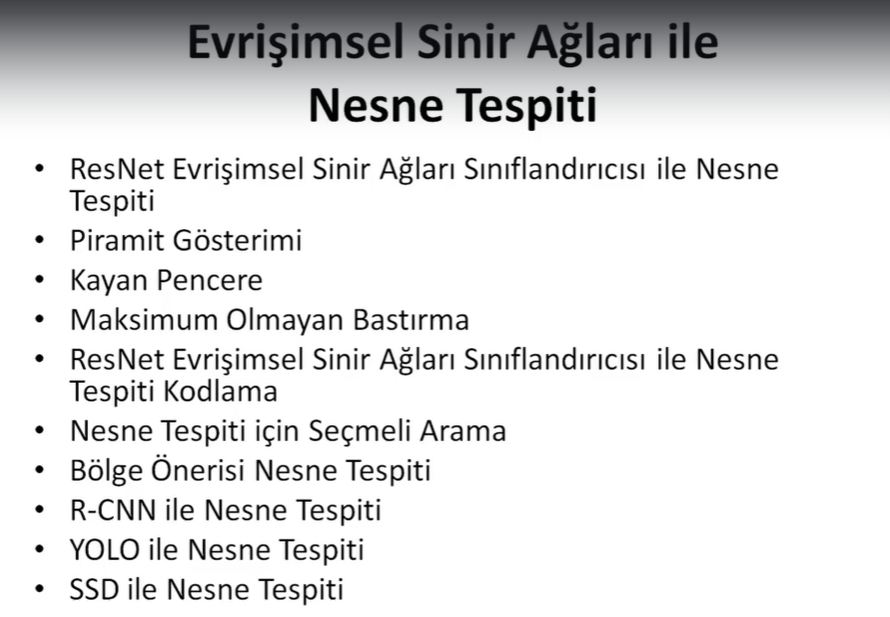 Evrişimsel Sinir Ağları ile
Nesne Tespiti
• ResNet Evrişimsel Sinir Ağları Sınıflandırıcısı ile Nesne
Tespiti
• Piramit Gösterimi
• Kayan Pencere
• Maksimum Olmayan Bastırma
• ResNet Evrişimsel Sinir Ağları Sınıflandırıcısı ile Nesne
Tespiti Kodlama
• Nesne Tespiti için Seçmeli Arama
• Bölge Önerisi Nesne Tespiti
• R-CNN ile Nesne Tespiti
• YOLO ile Nesne Tespiti
• SSD ile Nesne Tespiti